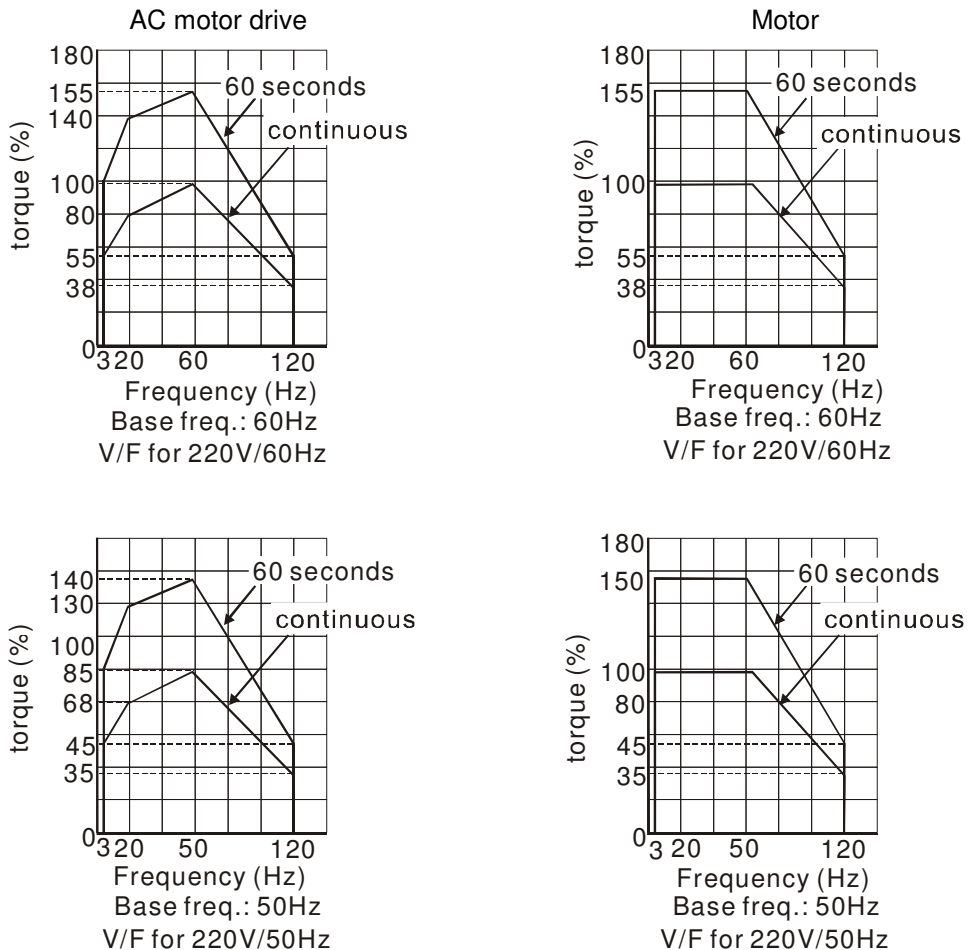 AC motor drive
180
155
140
100
80
55
38
0
3 20 60 120
60 seconds
continuous
torque (%)
Frequency (Hz)
Base freq.: 60Hz
V/F for 220V/60Hz
Motor
180
155
100
80
55
38
0
3 20 60 120
60 seconds
continuous
torque (%)
Frequency (Hz)
Base freq.: 60Hz
V/F for 220V/60Hz
140
130
100
85
68
45
35
0
3 20 50 120
60 seconds
continuous
torque (%)
Frequency (Hz)
Base freq.: 50Hz
V/F for 220V/50Hz
180
150
100
80
45
35
0
3 20 50 120
60 seconds
continuous
torque (%)
Frequency (Hz)
Base freq.: 50Hz
V/F for 220V/50Hz